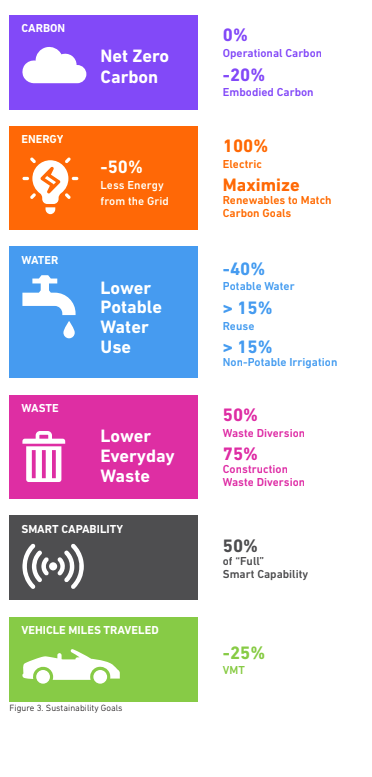 CARBON
Net Zero
Carbon
0%
Operational Carbon
-20%
Embodied Carbon
ENERGY
-50%
Less Energy
from the Grid
100%
Electric
Maximize
Renewables to Match
Carbon Goals
WATER
Lower
Potable
Water
Use
-40%
Potable Water
> 15%
Reuse
> 15%
Non-Potable Irrigation
WASTE
Lower
Everyday
Waste
50%
Waste Diversion
75%
Construction
Waste Diversion
SMART CAPABILITY
50%
of "Full"
Smart Capability
VEHICLE MILES TRAVELED
-25%
VMT
Figure 3. Sustainability Goals